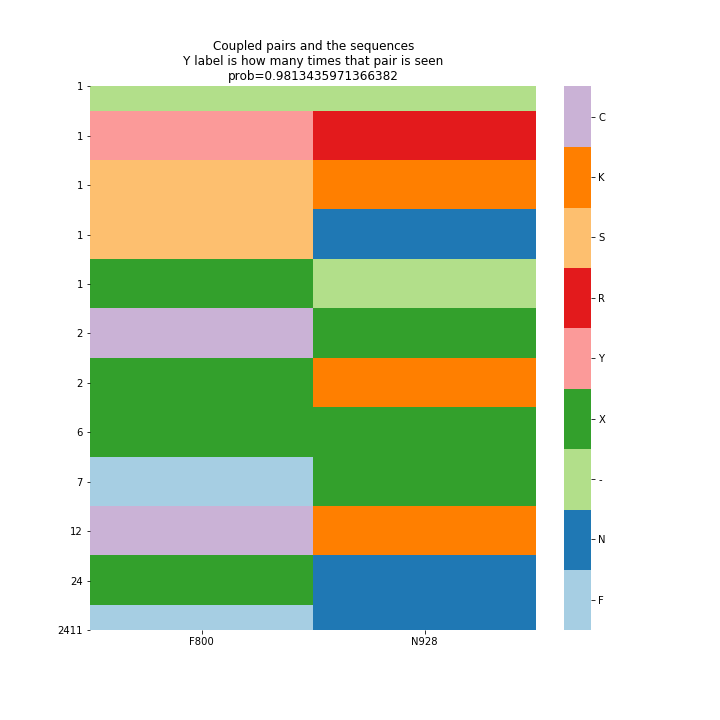 Coupled pairs and the sequences
Y label is how many times that pair is seen
prob=0.9813435971366382
1
1
1
1
1
2
2
6
7
12
24
2411
F800
N928
C
K
S
R
Y
X
-
N
F